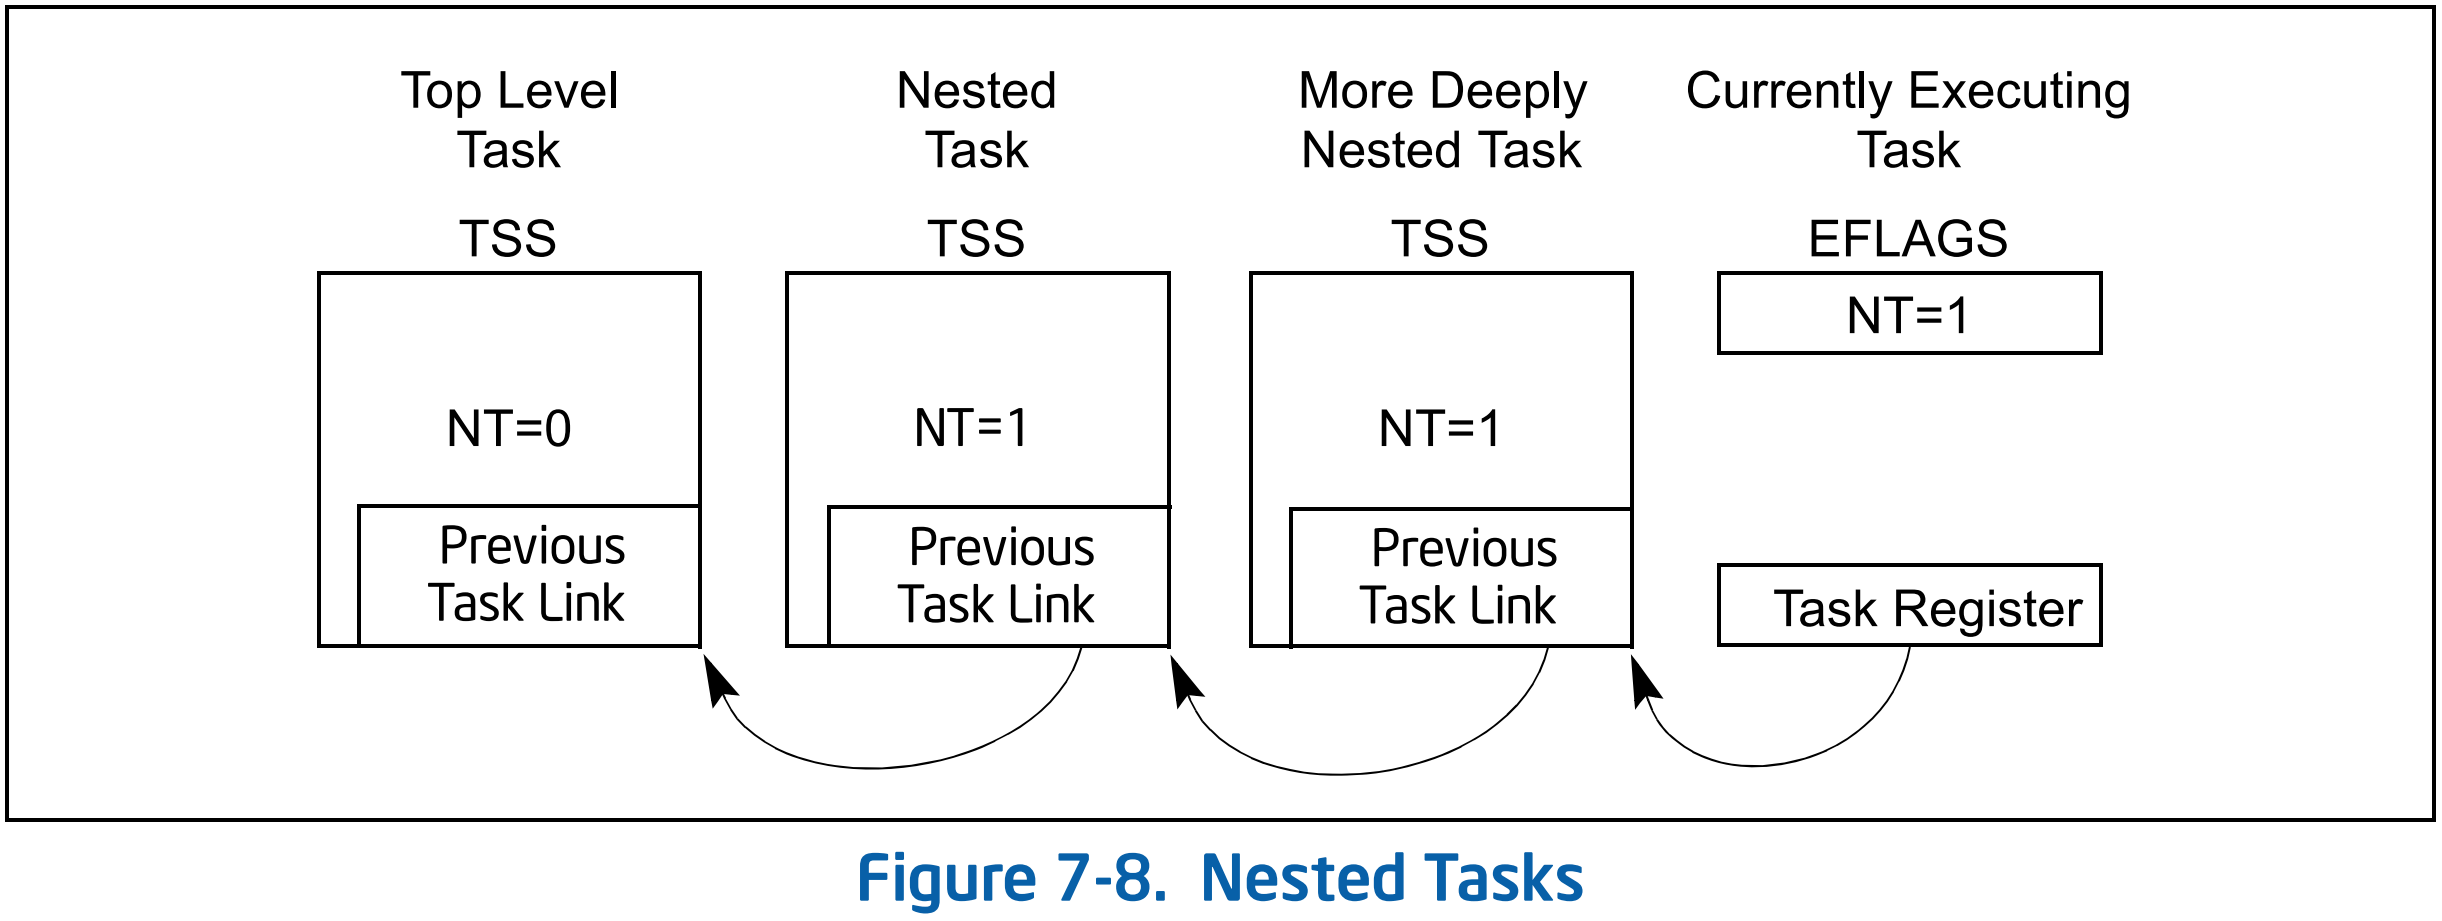 Top Level
Task
Nested
Task
More Deeply
Nested Task
Currently Executing
Task
TSS
TSS
TSS
EFLAGS
NT=1
NT=0
NT=1
NT=1
Previous
Task Link
Previous
Task Link
Previous
Task Link
Task Register
Figure 7-8. Nested Tasks